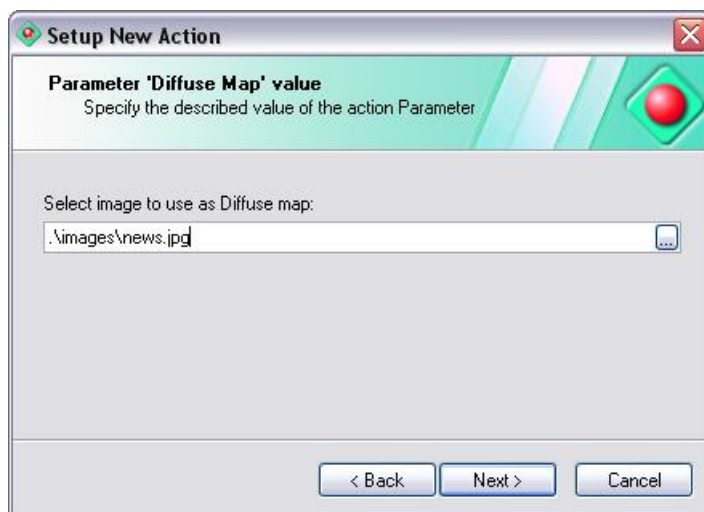 Setup New Action
Parameter 'Diffuse Map' value
Specify the described value of the action Parameter
Select image to use as Diffuse map:
.\images\news.jpg
...
< Back
Next >
Cancel